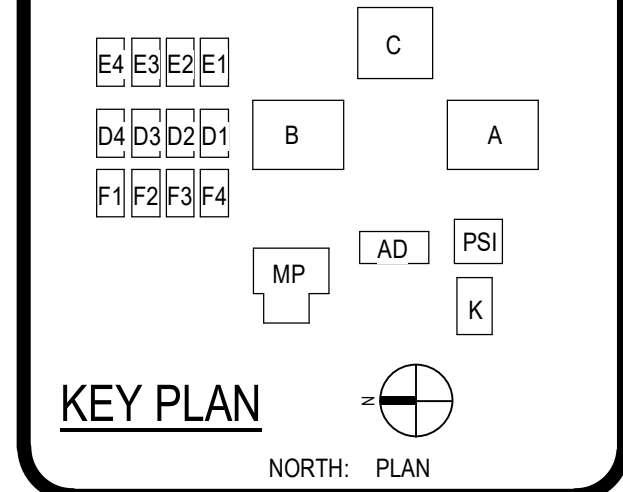 C
E4 E3 E2 E1
D4 D3 D2 D1 B A
F1 F2 F3 F4
AD PSI
MP
K
KEY PLAN
N
NORTH: PLAN